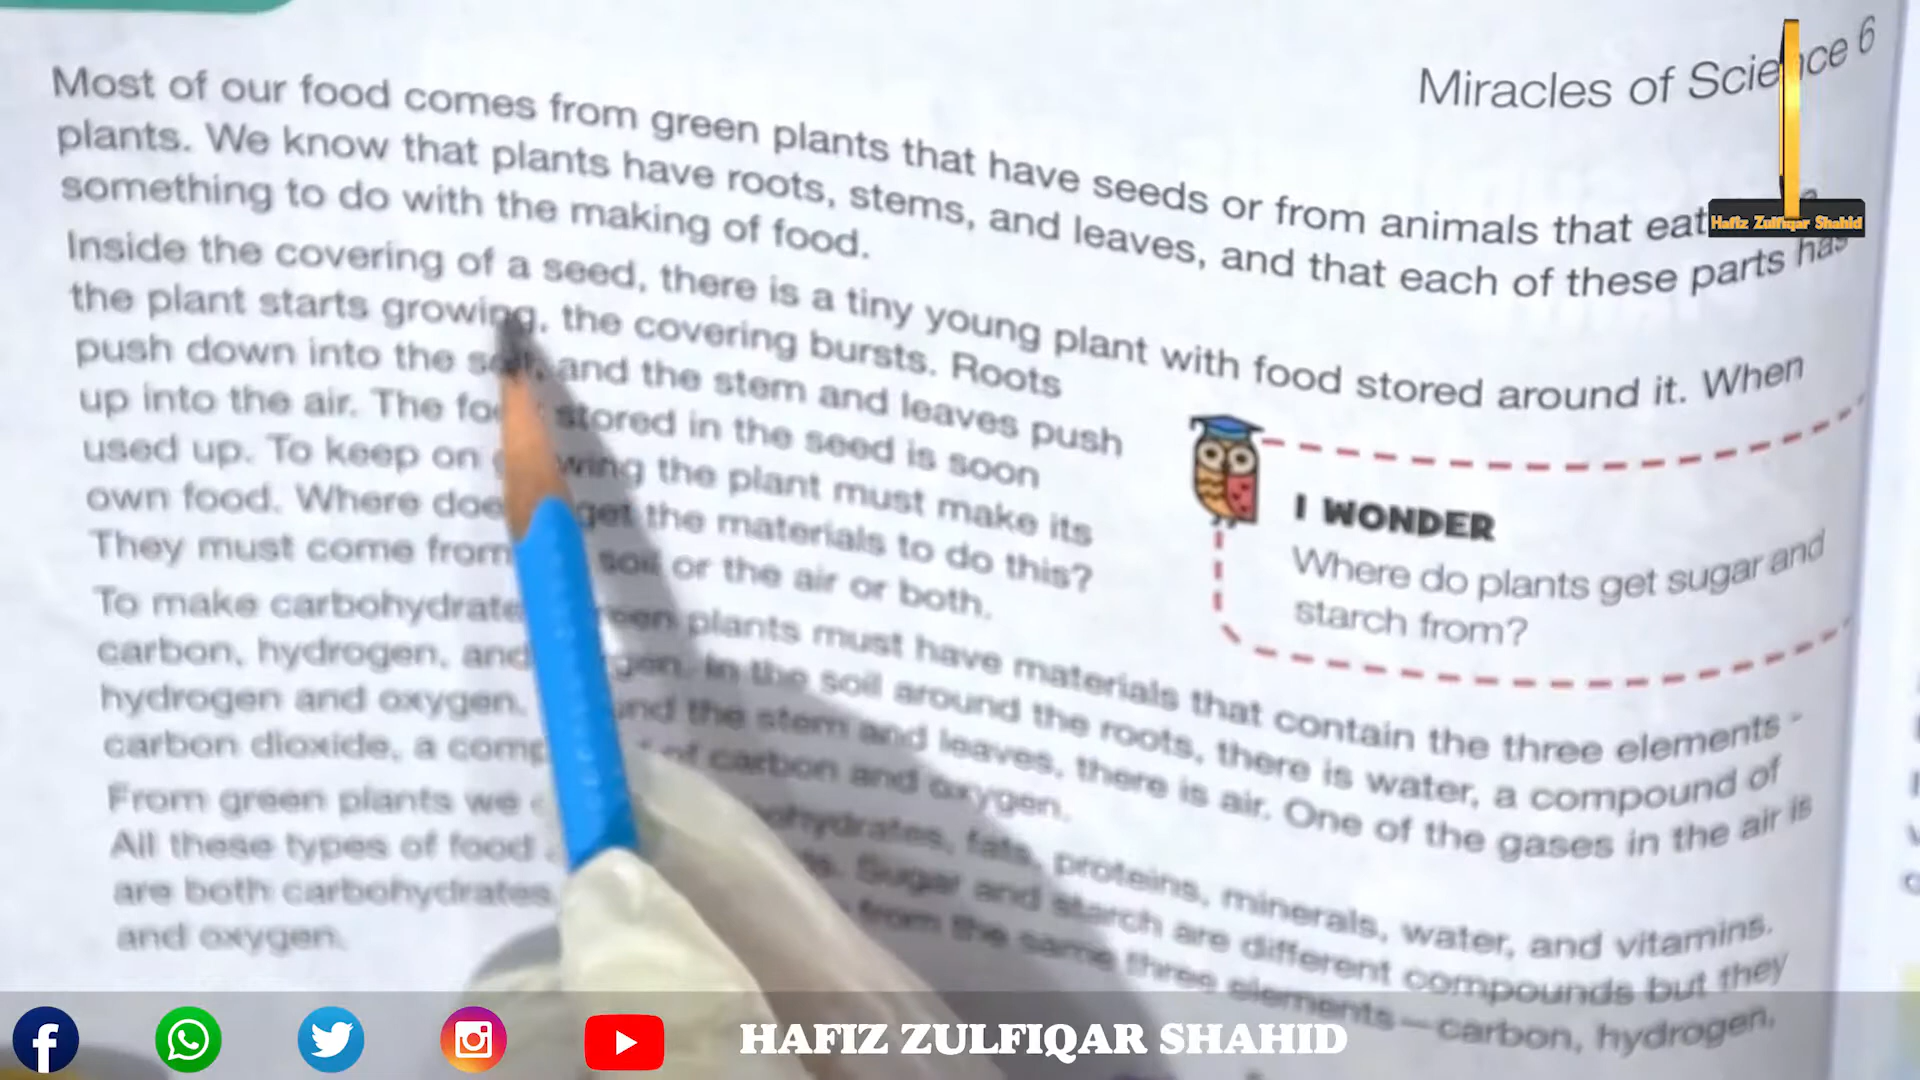 Miracles of Science 6
Hafiz Zulfiqar Shahid
Most of our food comes from green plants that have seeds or from animals that eat
plants. We know that plants have roots, stems, and leaves, and that each of these parts has
something to do with the making of food.
Inside the covering of a seed, there is a tiny young plant with food stored around it. When
the plant starts growing, the covering bursts. Roots
push down into the soil, and the stem and leaves push
up into the air. The food stored in the seed is soon
used up. To keep on growing the plant must make its
own food. Where does get the materials to do this?
They must come from soil or the air or both.
I WONDER
Where do plants get sugar and
starch from?
To make carbohydrates green plants must have materials that contain the three elements -
carbon, hydrogen, and oxygen. In the soil around the roots, there is water, a compound of
hydrogen and oxygen. Around the stem and leaves, there is air. One of the gases in the air is
carbon dioxide, a compound of carbon and oxygen.
From green plants we carbohydrates, fats, proteins, minerals, water, and vitamins.
All these types of food Sugar and starch are different compounds but they
are both carbohydrates from the same three elements—carbon, hydrogen,
and oxygen.
HAFIZ ZULFIQAR SHAHID